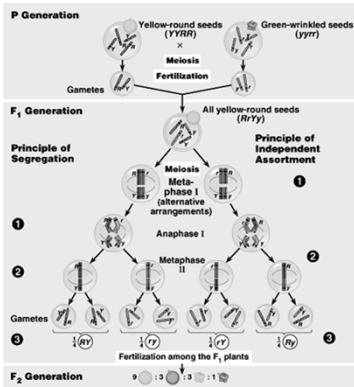 P Generation
Yellow-round seeds (YYRR)
×
Green-wrinkled seeds (yyrr)
Meiosis
Fertilization
Gametes
F1 Generation
All yellow-round seeds (RrYy)
Principle of Segregation
Principle of Independent Assortment
Meiosis
Metaphase I (alternative arrangements)
1
1
Anaphase I
Metaphase II
2
2
Gametes
1/4 RY
1/4 ry
1/4 rY
1/4 Ry
3
3
Fertilization among the F1 plants
F2 Generation
9 : 3 : 3 : 1